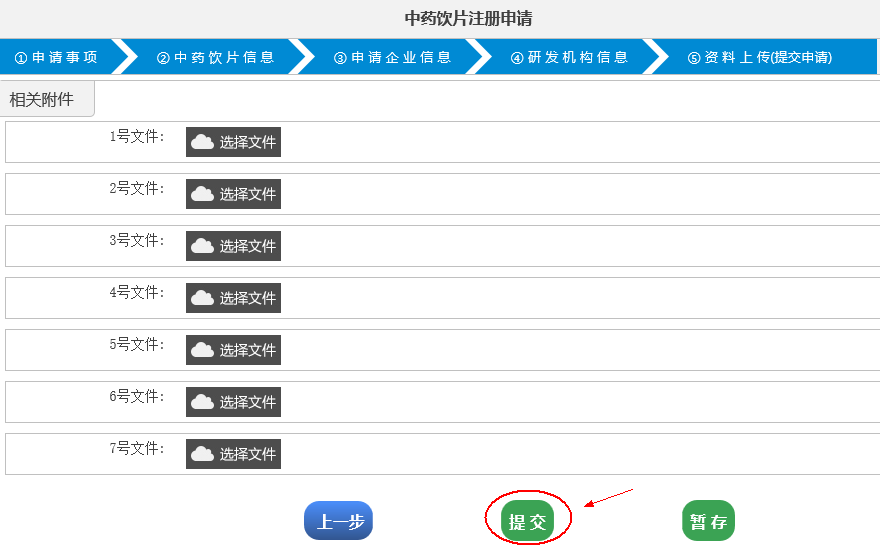 中药饮片注册申请
①申请事项 ②中药饮片信息 ③申请企业信息 ④研发机构信息 ⑤资料上传(提交申请)
相关附件
1号文件: 选择文件
2号文件: 选择文件
3号文件: 选择文件
4号文件: 选择文件
5号文件: 选择文件
6号文件: 选择文件
7号文件: 选择文件
上一步 提交 暂存